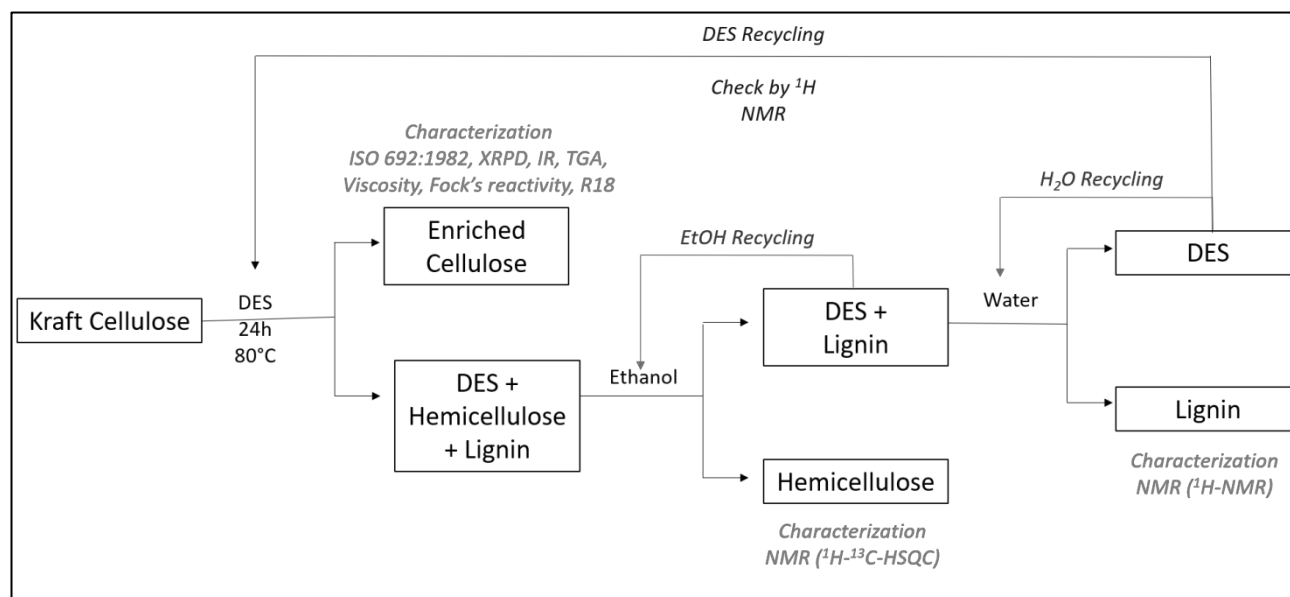 DES Recycling
Check by ¹H
NMR
Characterization
ISO 692:1982, XRPD, IR, TGA,
Viscosity, Fock's reactivity, R18
H₂O Recycling
Enriched
Cellulose
EtOH Recycling
DES
Kraft Cellulose
DES
24h
80°C
DES +
Lignin
Water
DES +
Hemicellulose
+ Lignin
Ethanol
Lignin
Characterization
NMR (¹H-NMR)
Hemicellulose
Characterization
NMR (¹H-¹³C-HSQC)